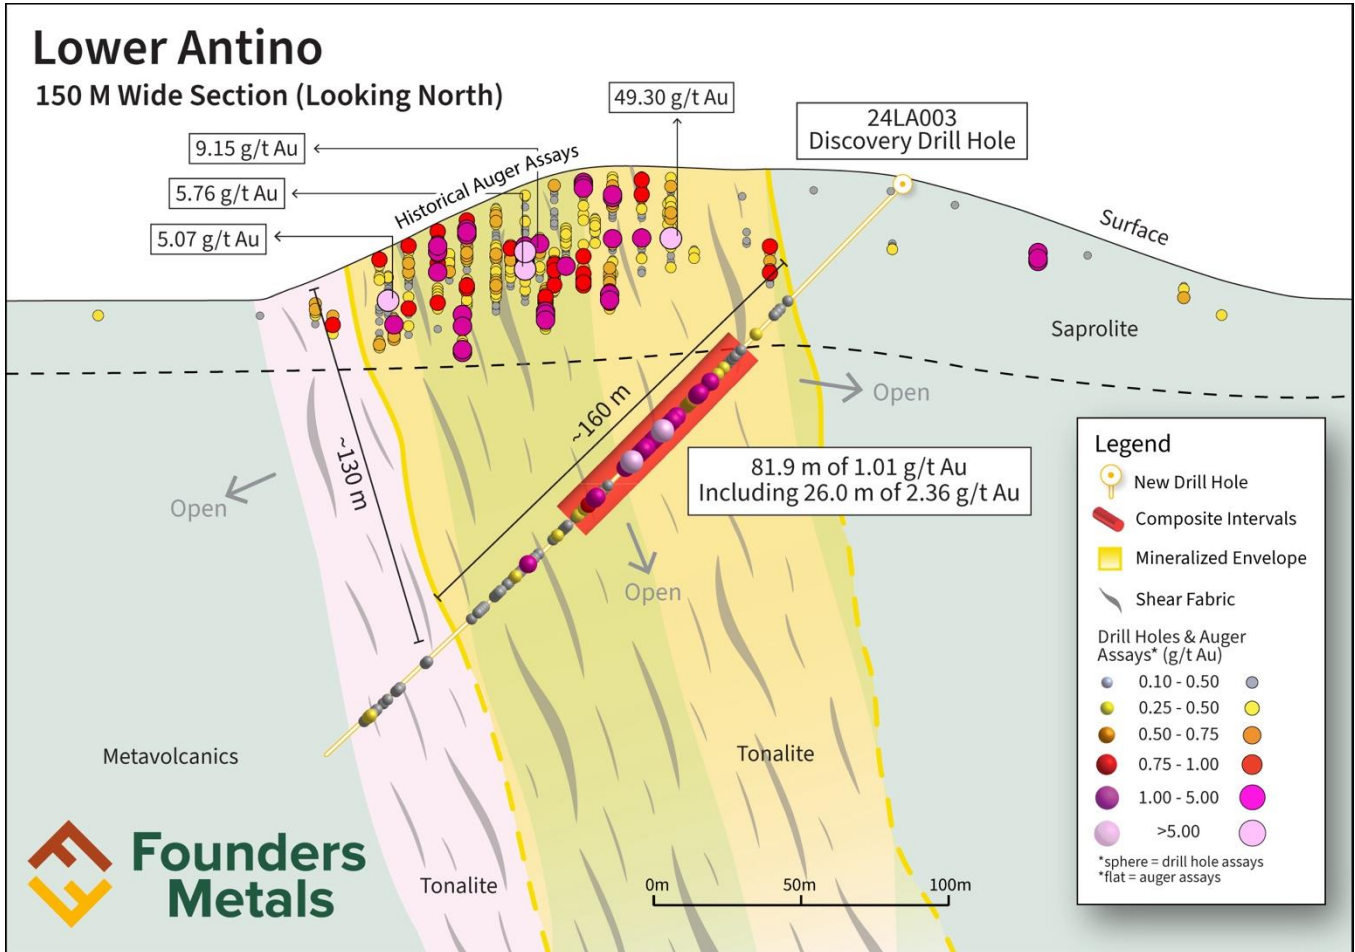 Lower Antino
150 M Wide Section (Looking North)
49.30 g/t Au
24LA003
Discovery Drill Hole
9.15 g/t Au
5.76 g/t Au
5.07 g/t Au
Historical Auger Assays
Surface
Saprolite
~160 m
~130 m
Open
Open
Open
81.9 m of 1.01 g/t Au
Including 26.0 m of 2.36 g/t Au
Metavolcanics
Tonalite
Tonalite
Legend
New Drill Hole
Composite Intervals
Mineralized Envelope
Shear Fabric
Drill Holes & Auger
Assays* (g/t Au)
0.10 - 0.50
0.25 - 0.50
0.50 - 0.75
0.75 - 1.00
1.00 - 5.00
>5.00
*sphere = drill hole assays
*flat = auger assays
0m 50m 100m
Founders
Metals